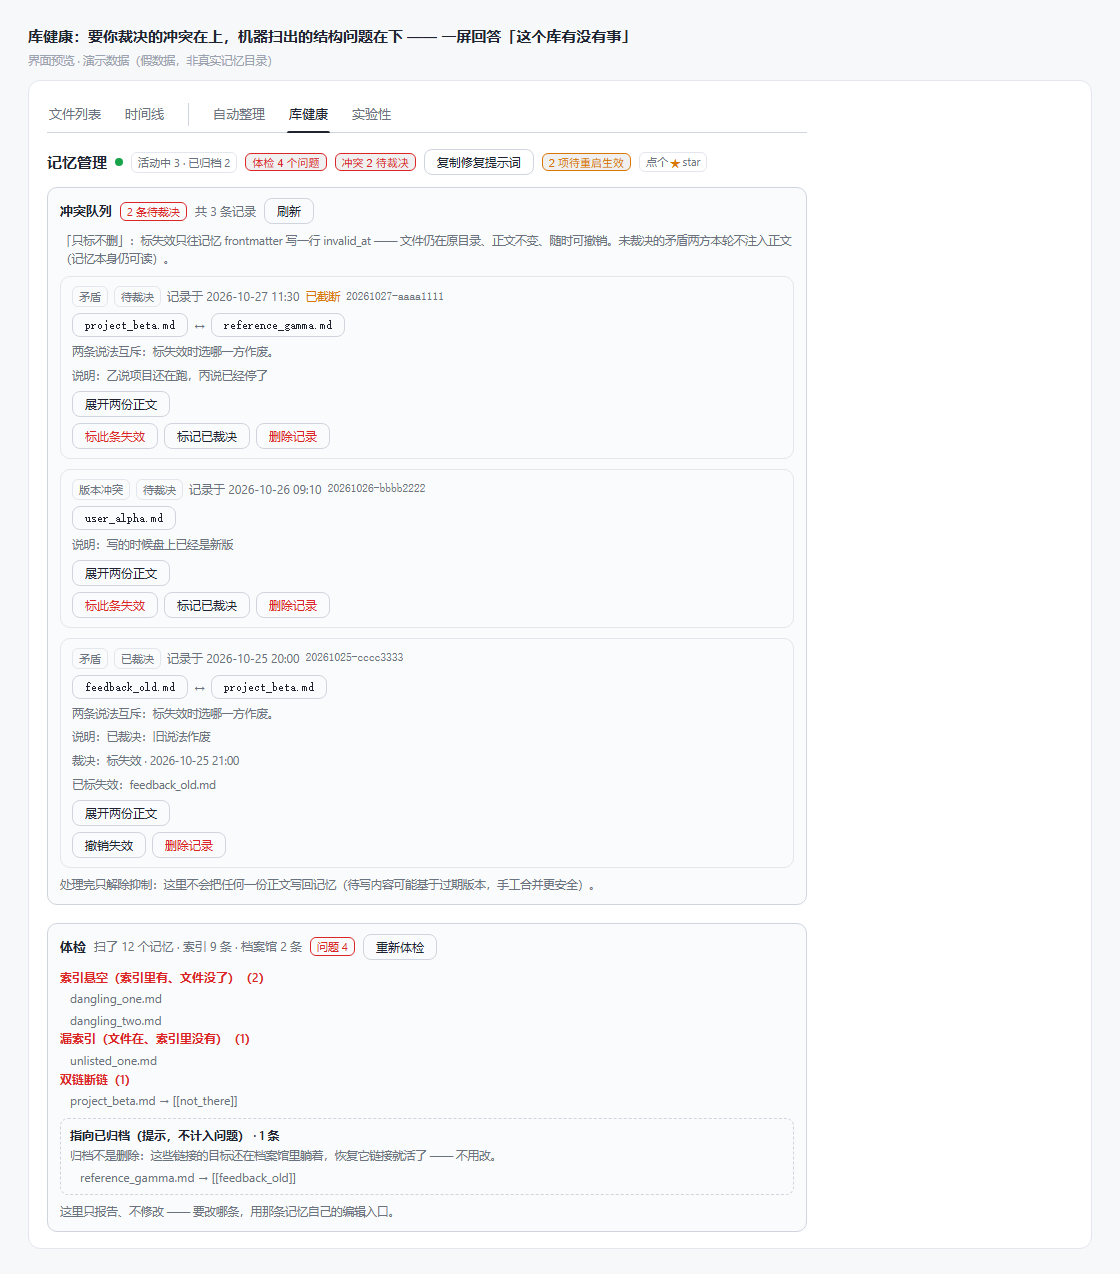 库健康：要你裁决的冲突在上，机器扫出的结构问题在下 —— 一屏回答「这个库有没有事」
界面预览 · 演示数据（假数据，非真实记忆目录）
文件列表 时间线 自动整理 库健康 实验性
记忆管理 活动中 3 · 已归档 2 体检 4 个问题 冲突 2 待裁决 复制修复提示词 2 项待重启生效 点个★star
冲突队列 2 条待裁决 共 3 条记录 刷新
「只标不删」：标失效只往记忆 frontmatter 写一行 invalid_at —— 文件仍在原目录、正文不变、随时可撤销。未裁决的矛盾两方本轮不注入正文
（记忆本身仍可读）。
矛盾 待裁决 记录于 2026-10-27 11:30 已截断 20261027-aaaa1111
project_beta.md ↔ reference_gamma.md
两条说法互斥：标失效时选哪一方作废。
说明：乙说项目还在跑，丙说已经停了
展开两份正文
标此条失效 标记已裁决 删除记录
版本冲突 待裁决 记录于 2026-10-26 09:10 20261026-bbbb2222
user_alpha.md
说明：写的时候盘上已经是新版
展开两份正文
标此条失效 标记已裁决 删除记录
矛盾 已裁决 记录于 2026-10-25 20:00 20261025-cccc3333
feedback_old.md ↔ project_beta.md
两条说法互斥：标失效时选哪一方作废。
说明：已裁决：旧说法作废
裁决：标失效 · 2026-10-25 21:00
已标失效：feedback_old.md
展开两份正文
撤销失效 删除记录
处理完只解除抑制：这里不会把任何一份正文写回记忆（待写内容可能基于过期版本，手工合并更安全）。
体检 扫了 12 个记忆 · 索引 9 条 · 档案馆 2 条 问题 4 重新体检
索引悬空（索引里有、文件没了）（2）
dangling_one.md
dangling_two.md
漏索引（文件在、索引里没有）（1）
unlisted_one.md
双链断链（1）
project_beta.md → [[not_there]]
指向已归档（提示，不计入问题） · 1 条
归档不是删除：这些链接的目标还在档案馆里躺着，恢复它链接就活了 —— 不用改。
reference_gamma.md → [[feedback_old]]
这里只报告、不修改 —— 要改哪条，用那条记忆自己的编辑入口。